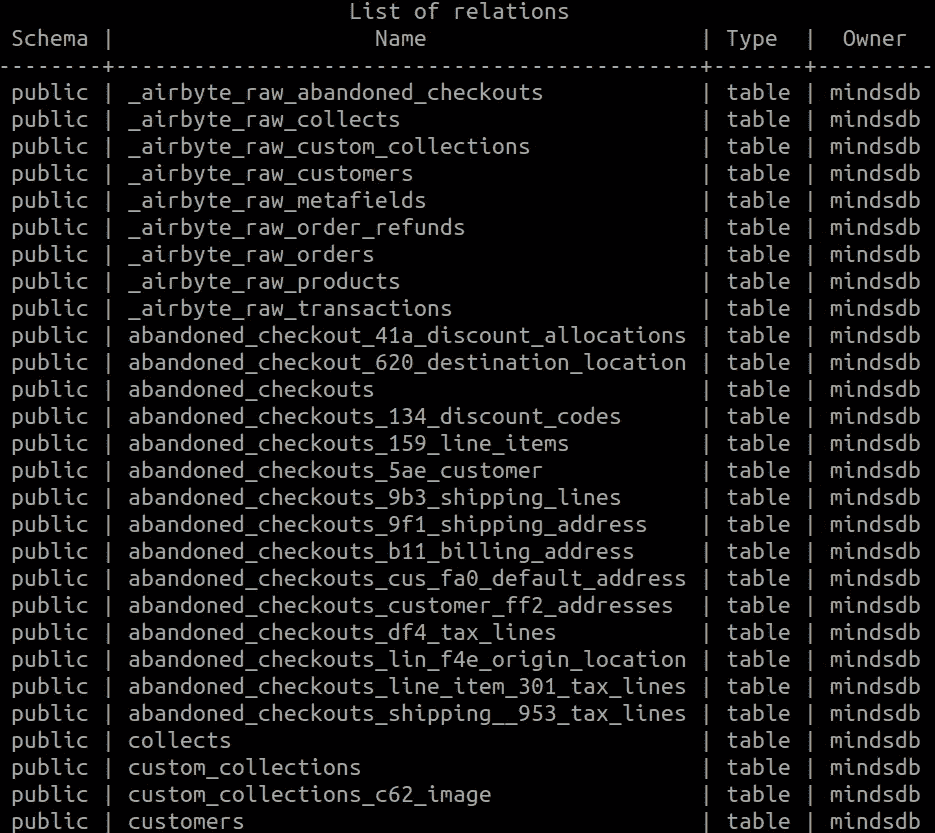 List of relations
Schema | Name | Type | Owner
--------+---------------------------------------------+-------+---------
public | _airbyte_raw_abandoned_checkouts | table | mindsdb
public | _airbyte_raw_collects | table | mindsdb
public | _airbyte_raw_custom_collections | table | mindsdb
public | _airbyte_raw_customers | table | mindsdb
public | _airbyte_raw_metafields | table | mindsdb
public | _airbyte_raw_order_refunds | table | mindsdb
public | _airbyte_raw_orders | table | mindsdb
public | _airbyte_raw_products | table | mindsdb
public | _airbyte_raw_transactions | table | mindsdb
public | abandoned_checkout_41a_discount_allocations | table | mindsdb
public | abandoned_checkout_620_destination_location | table | mindsdb
public | abandoned_checkouts | table | mindsdb
public | abandoned_checkouts_134_discount_codes | table | mindsdb
public | abandoned_checkouts_159_line_items | table | mindsdb
public | abandoned_checkouts_5ae_customer | table | mindsdb
public | abandoned_checkouts_9b3_shipping_lines | table | mindsdb
public | abandoned_checkouts_9f1_shipping_address | table | mindsdb
public | abandoned_checkouts_b11_billing_address | table | mindsdb
public | abandoned_checkouts_cus_fa0_default_address | table | mindsdb
public | abandoned_checkouts_customer_ff2_addresses | table | mindsdb
public | abandoned_checkouts_df4_tax_lines | table | mindsdb
public | abandoned_checkouts_lin_f4e_origin_location | table | mindsdb
public | abandoned_checkouts_line_item_301_tax_lines | table | mindsdb
public | abandoned_checkouts_shipping__953_tax_lines | table | mindsdb
public | collects | table | mindsdb
public | custom_collections | table | mindsdb
public | custom_collections_c62_image | table | mindsdb
public | customers | table | mindsdb